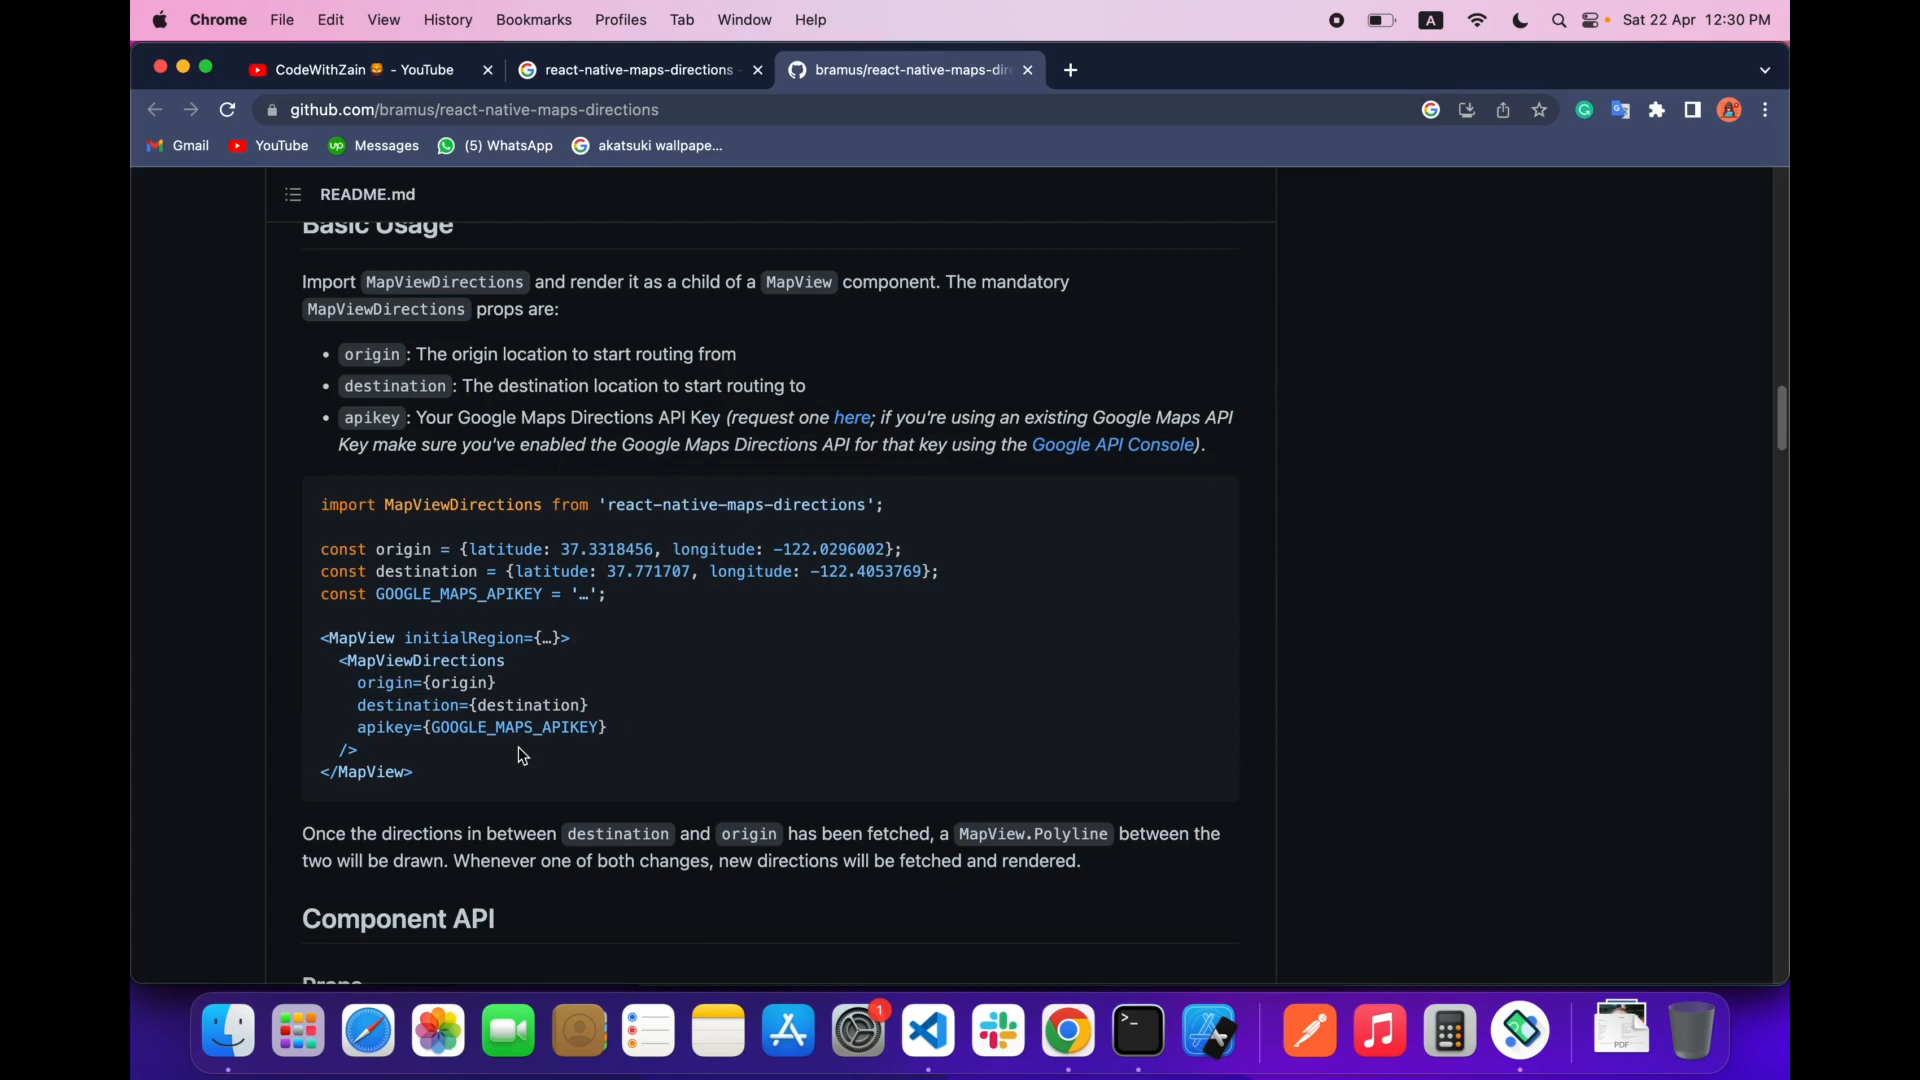 Chrome File Edit View History Bookmarks Profiles Tab Window Help
A Sat 22 Apr 12:30 PM
CodeWithZain - YouTube
react-native-maps-directions
bramus/react-native-maps-dir
github.com/bramus/react-native-maps-directions
Gmail YouTube Messages (5) WhatsApp akatsuki wallpape...
README.md
Basic Usage
Import MapViewDirections and render it as a child of a MapView component. The mandatory
MapViewDirections props are:
• origin: The origin location to start routing from
• destination: The destination location to start routing to
• apikey: Your Google Maps Directions API Key (request one here; if you're using an existing Google Maps API
Key make sure you've enabled the Google Maps Directions API for that key using the Google API Console).
import MapViewDirections from 'react-native-maps-directions';
const origin = {latitude: 37.3318456, longitude: -122.0296002};
const destination = {latitude: 37.771707, longitude: -122.4053769};
const GOOGLE_MAPS_APIKEY = '…';
<MapView initialRegion={…}>
<MapViewDirections
origin={origin}
destination={destination}
apikey={GOOGLE_MAPS_APIKEY}
/>
</MapView>
Once the directions in between destination and origin has been fetched, a MapView.Polyline between the
two will be drawn. Whenever one of both changes, new directions will be fetched and rendered.
Component API
Props
1
PDF